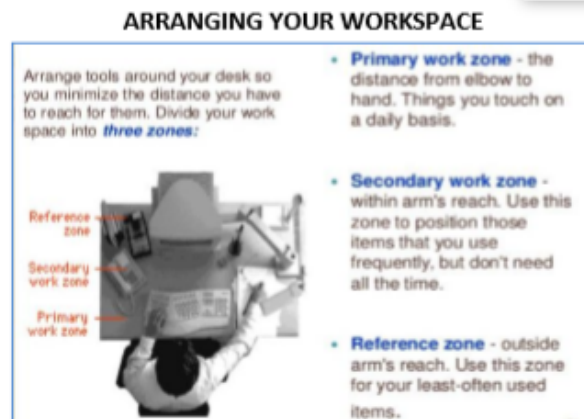 ARRANGING YOUR WORKSPACE
Arrange tools around your desk so
you minimize the distance you have
to reach for them. Divide your work
space into three zones:
Reference
zone
Secondary
work zone
Primary
work zone
• Primary work zone - the
distance from elbow to
hand. Things you touch on
a daily basis.
• Secondary work zone -
within arm's reach. Use this
zone to position those
items that you use
frequently, but don't need
all the time.
• Reference zone - outside
arm's reach. Use this zone
for your least-often used
items.